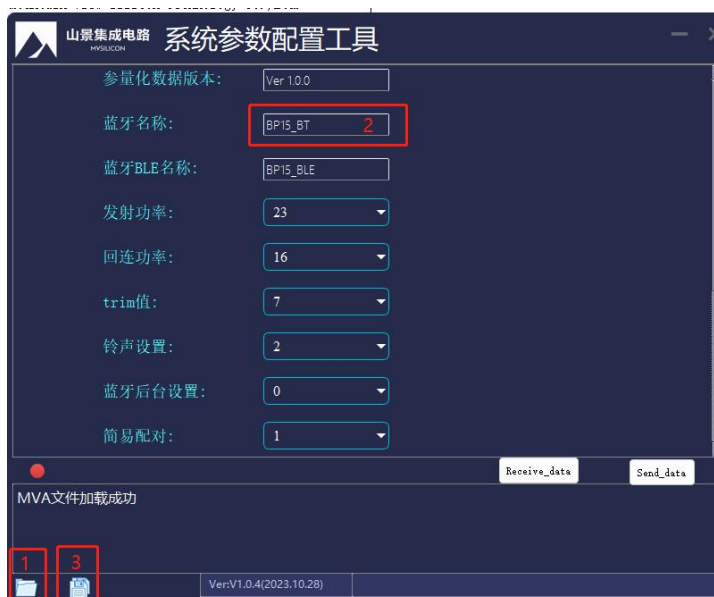 山景集成电路
MVSILICON
系统参数配置工具
参量化数据版本: Ver 1.0.0
蓝牙名称: BP15_BT 2
蓝牙BLE名称: BP15_BLE
发射功率: 23
回连功率: 16
trim值: 7
铃声设置: 2
蓝牙后台设置: 0
简易配对: 1
Receive_data Send_data
MVA文件加载成功
1 3
Ver:V1.0.4(2023.10.28)